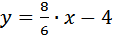 y = 8/6 · x − 4